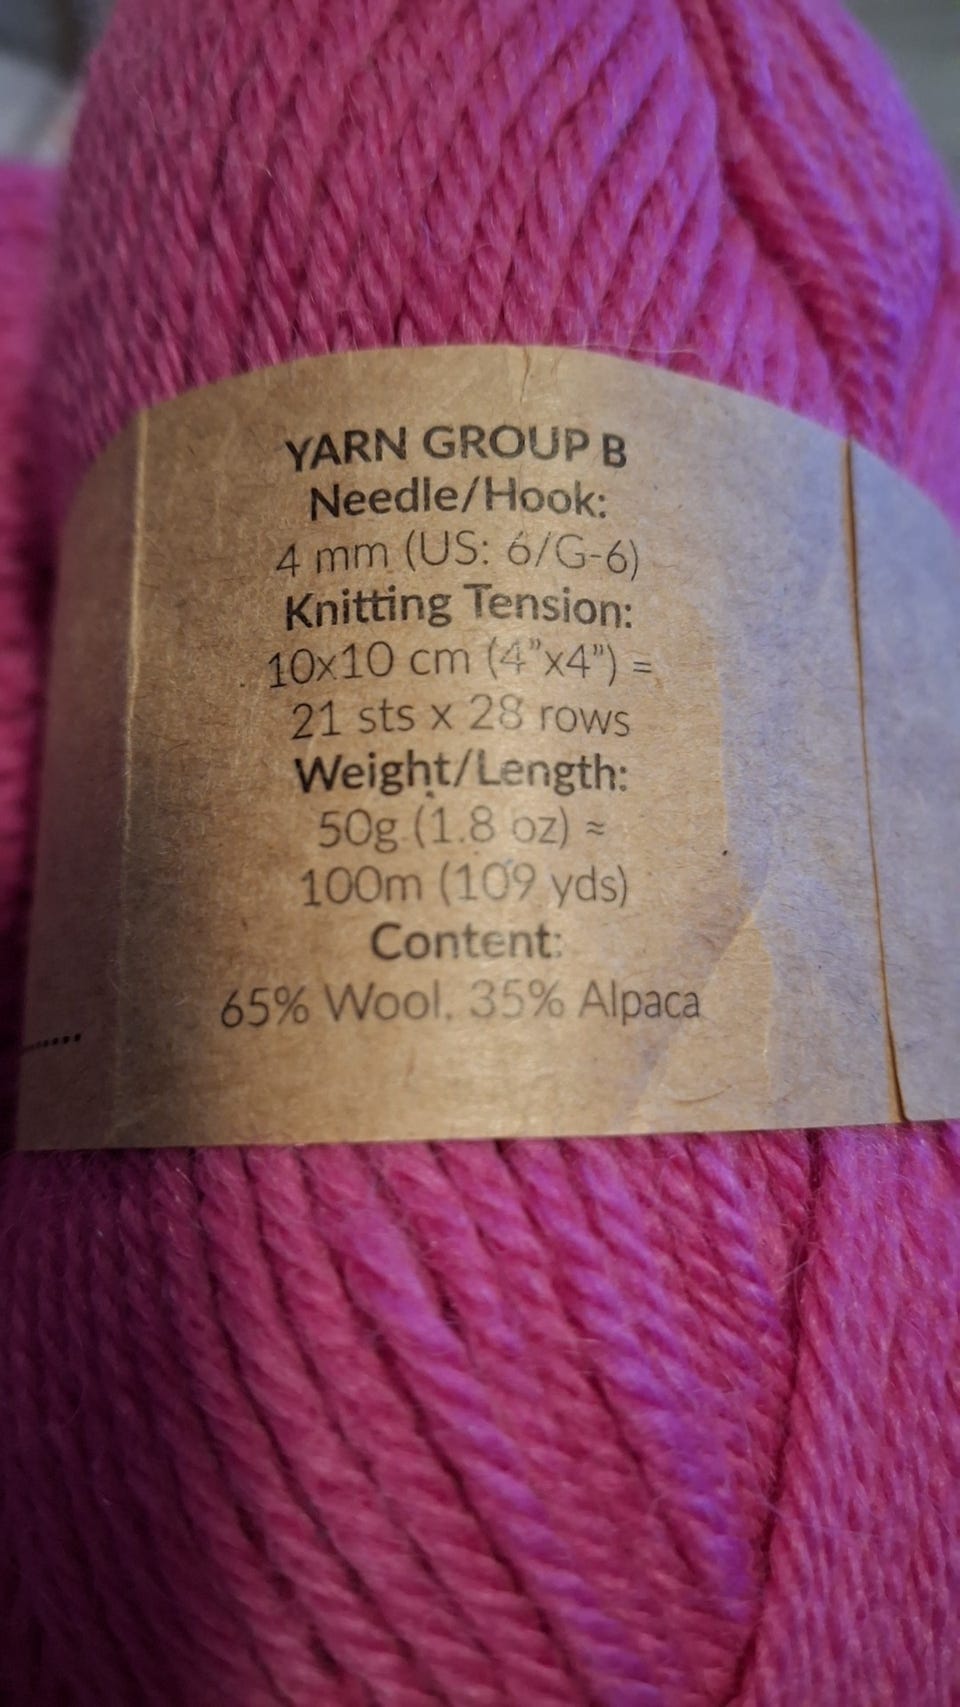 YARN GROUP B
Needle/Hook:
4 mm (US: 6/G-6)
Knitting Tension:
10x10 cm (4”x4”) =
21 sts x 28 rows
Weight/Length:
50g (1.8 oz) ≈
100m (109 yds)
Content:
65% Wool, 35% Alpaca